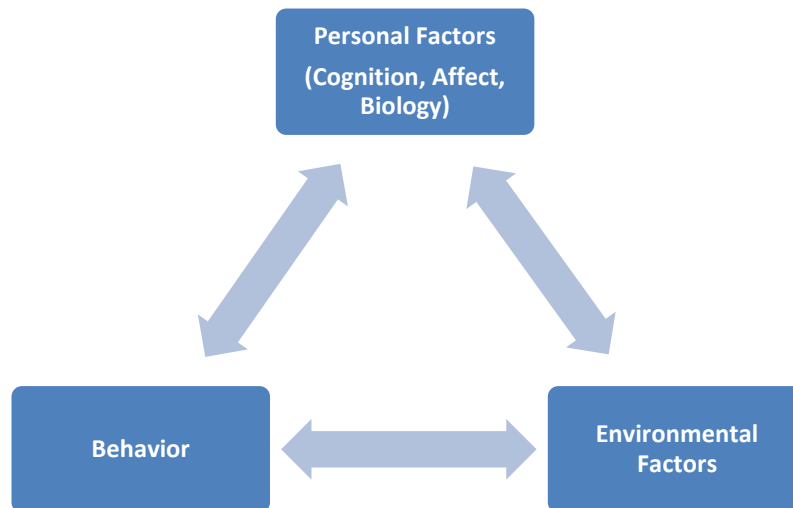 Personal Factors
(Cognition, Affect,
Biology)
Behavior
Environmental
Factors